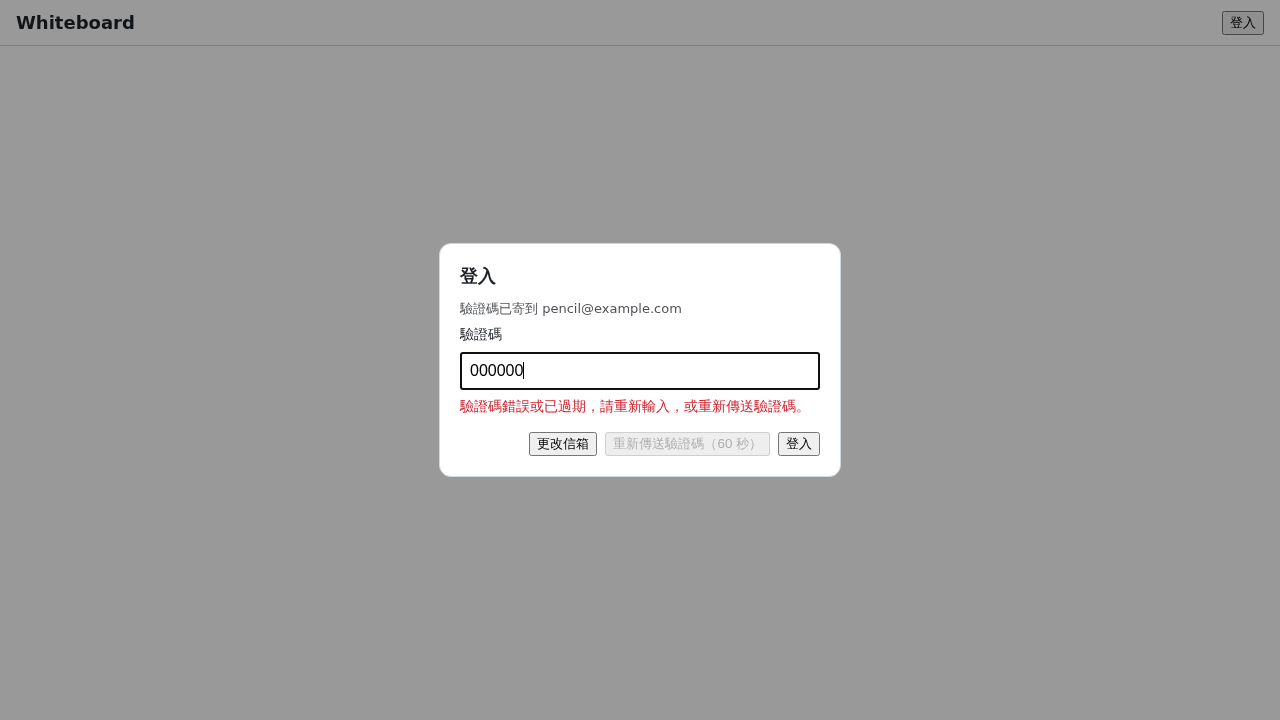 Whiteboard
登入
登入
驗證碼已寄到 pencil@example.com
驗證碼
000000
驗證碼錯誤或已過期，請重新輸入，或重新傳送驗證碼。
更改信箱
重新傳送驗證碼（60 秒）
登入